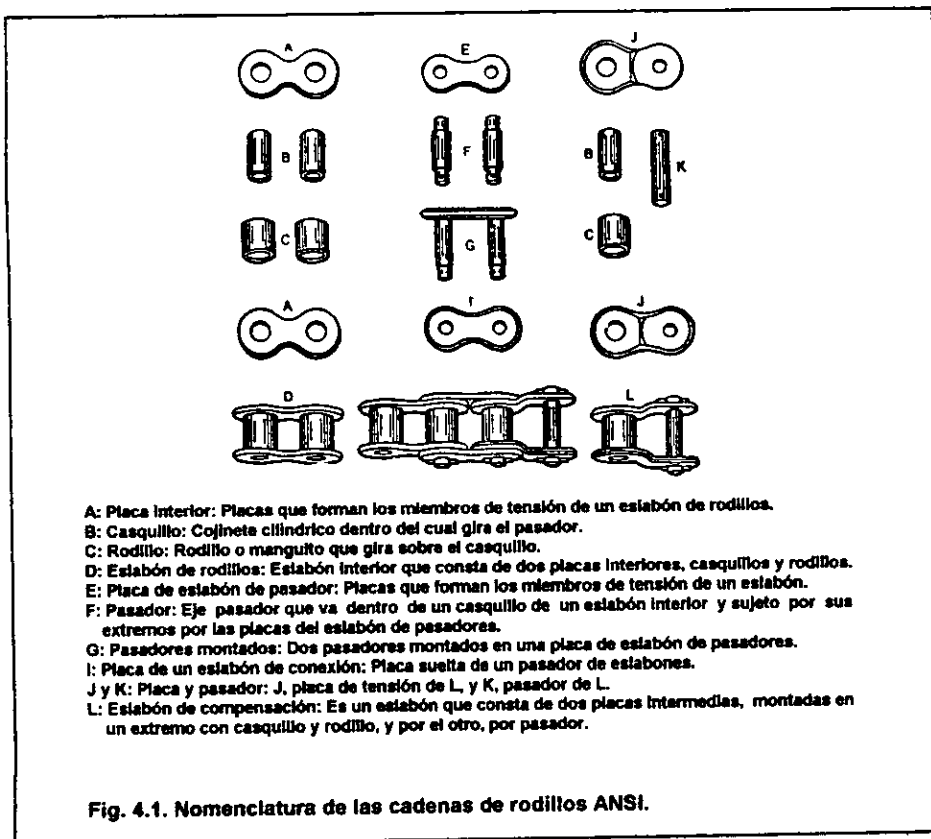 A
E
J
B
F
B
K
C
G
C
A
I
J
D
L
A: Placa interior: Placas que forman los miembros de tensión de un eslabón de rodillos.
B: Casquillo: Cojinete cilíndrico dentro del cual gira el pasador.
C: Rodillo: Rodillo o manguito que gira sobre el casquillo.
D: Eslabón de rodillos: Eslabón interior que consta de dos placas interiores, casquillos y rodillos.
E: Placa de eslabón de pasador: Placas que forman los miembros de tensión de un eslabón.
F: Pasador: Eje pasador que va dentro de un casquillo de un eslabón interior y sujeto por sus
extremos por las placas del eslabón de pasadores.
G: Pasadores montados: Dos pasadores montados en una placa de eslabón de pasadores.
I: Placa de un eslabón de conexión: Placa suelta de un pasador de eslabones.
J y K: Placa y pasador: J, placa de tensión de L, y K, pasador de L.
L: Eslabón de compensación: Es un eslabón que consta de dos placas intermedias, montadas en
un extremo con casquillo y rodillo, y por el otro, por pasador.
Fig. 4.1. Nomenclatura de las cadenas de rodillos ANSI.